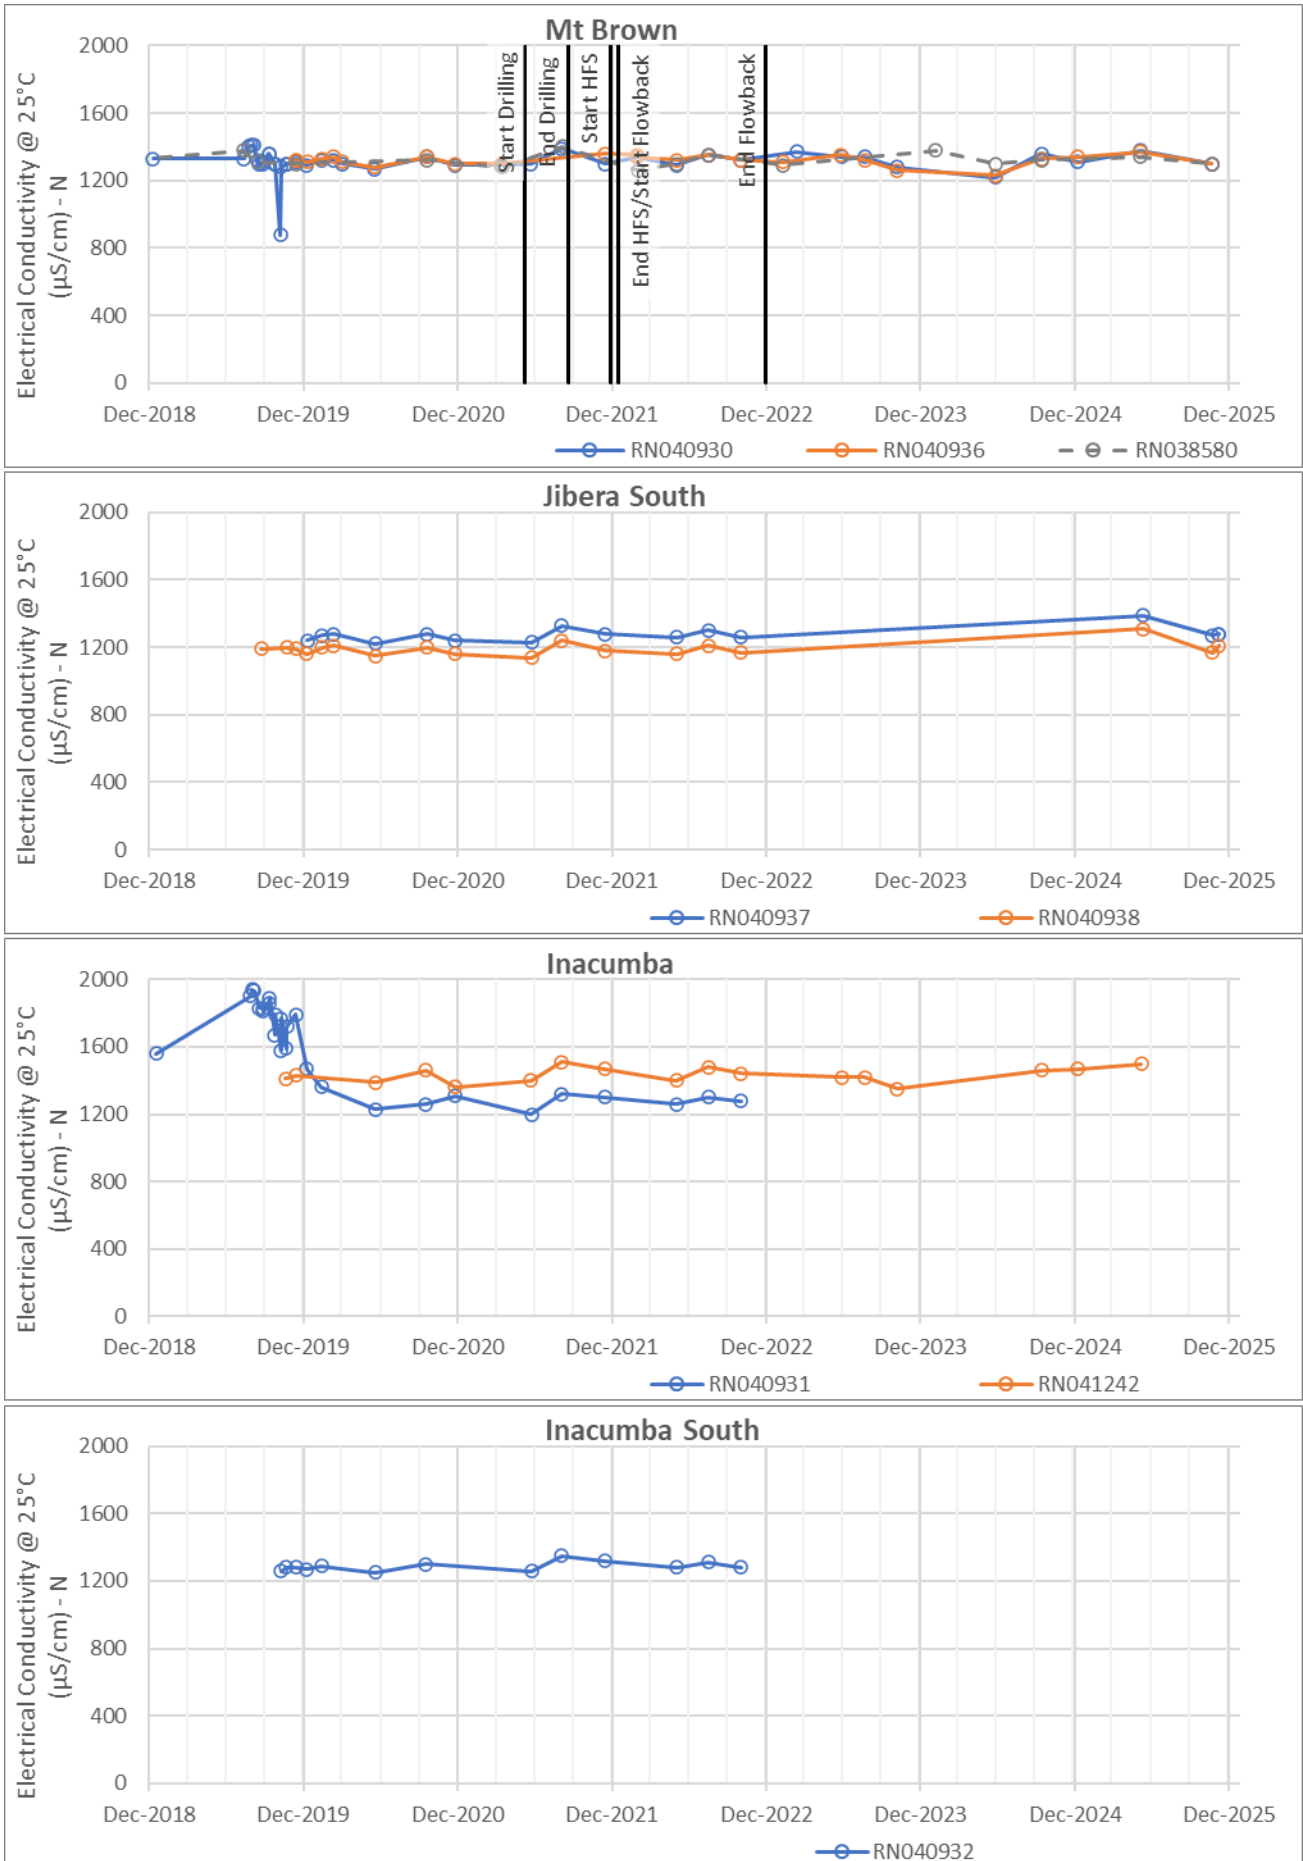 Mt Brown
Electrical Conductivity @ 25°C
(µS/cm) - N
2000
1600
1200
800
400
0
Start Drilling
End Drilling
Start HFS
End HFS/Start Flowback
End Flowback
Dec-2018 Dec-2019 Dec-2020 Dec-2021 Dec-2022 Dec-2023 Dec-2024 Dec-2025
RN040930 RN040936 RN038580
Jibera South
Electrical Conductivity @ 25°C
(µS/cm) - N
2000
1600
1200
800
400
0
Dec-2018 Dec-2019 Dec-2020 Dec-2021 Dec-2022 Dec-2023 Dec-2024 Dec-2025
RN040937 RN040938
Inacumba
Electrical Conductivity @ 25°C
(µS/cm) - N
2000
1600
1200
800
400
0
Dec-2018 Dec-2019 Dec-2020 Dec-2021 Dec-2022 Dec-2023 Dec-2024 Dec-2025
RN040931 RN041242
Inacumba South
Electrical Conductivity @ 25°C
(µS/cm) - N
2000
1600
1200
800
400
0
Dec-2018 Dec-2019 Dec-2020 Dec-2021 Dec-2022 Dec-2023 Dec-2024 Dec-2025
RN040932